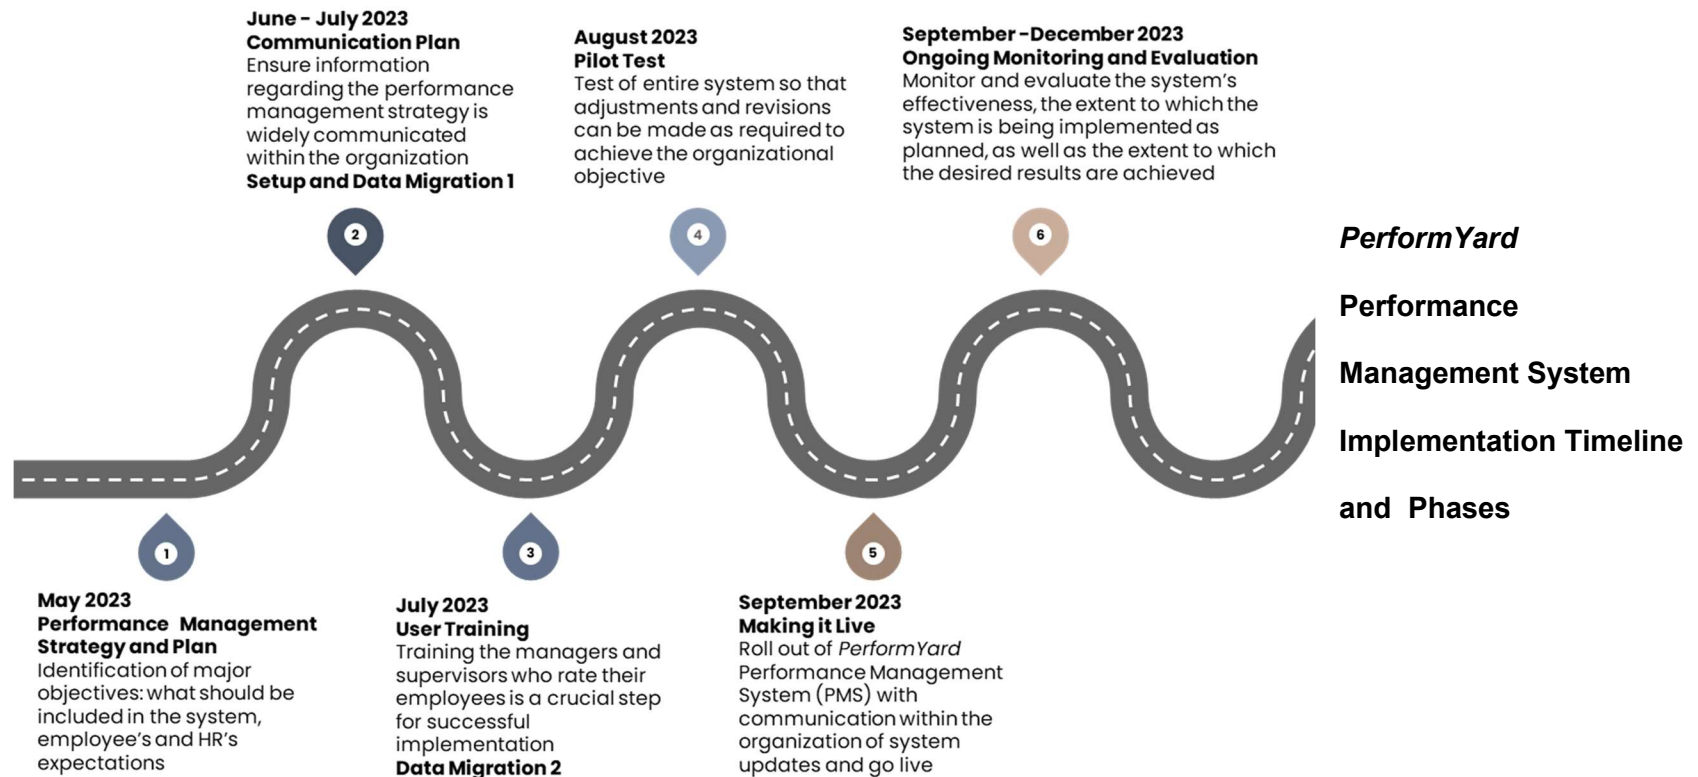 June - July 2023
Communication Plan
Ensure information
regarding the performance
management strategy is
widely communicated
within the organization
Setup and Data Migration 1
August 2023
Pilot Test
Test of entire system so that
adjustments and revisions
can be made as required to
achieve the organizational
objective
September -December 2023
Ongoing Monitoring and Evaluation
Monitor and evaluate the system's
effectiveness, the extent to which the
system is being implemented as
planned, as well as the extent to which
the desired results are achieved
2
4
6
PerformYard
Performance
Management System
Implementation Timeline
and Phases
1
3
5
May 2023
Performance Management
Strategy and Plan
Identification of major
objectives: what should be
included in the system,
employee's and HR's
expectations
July 2023
User Training
Training the managers and
supervisors who rate their
employees is a crucial step
for successful
implementation
Data Migration 2
September 2023
Making it Live
Roll out of PerformYard
Performance Management
System (PMS) with
communication within the
organization of system
updates and go live